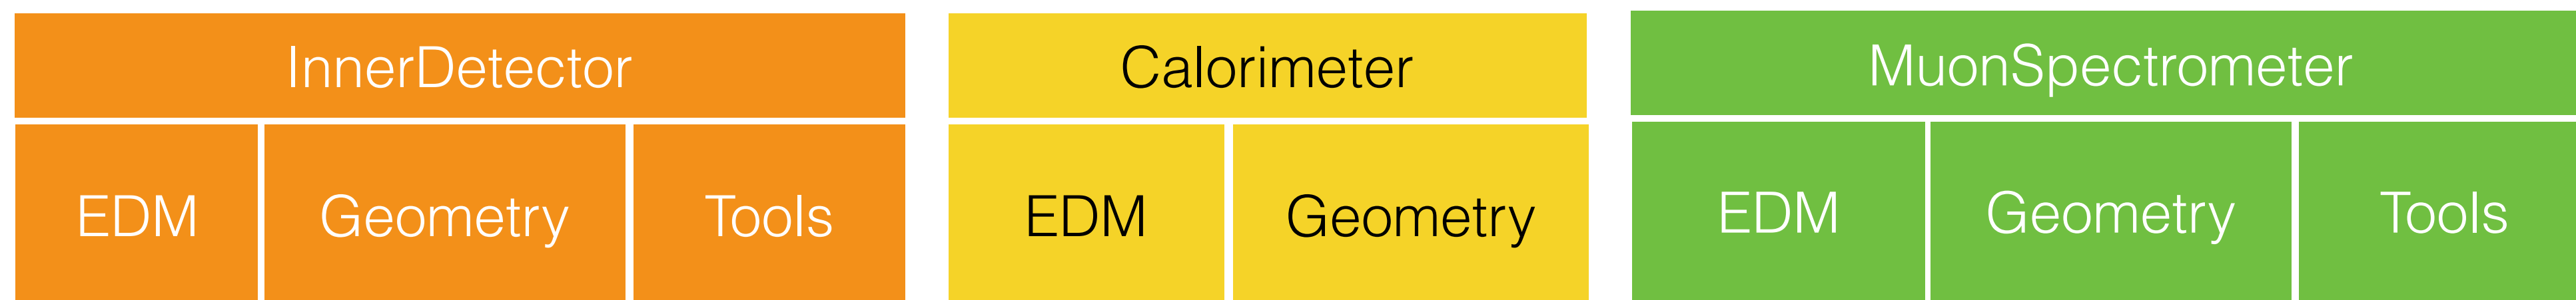 InnerDetector
EDM
Geometry
Tools
Calorimeter
EDM
Geometry
MuonSpectrometer
EDM
Geometry
Tools